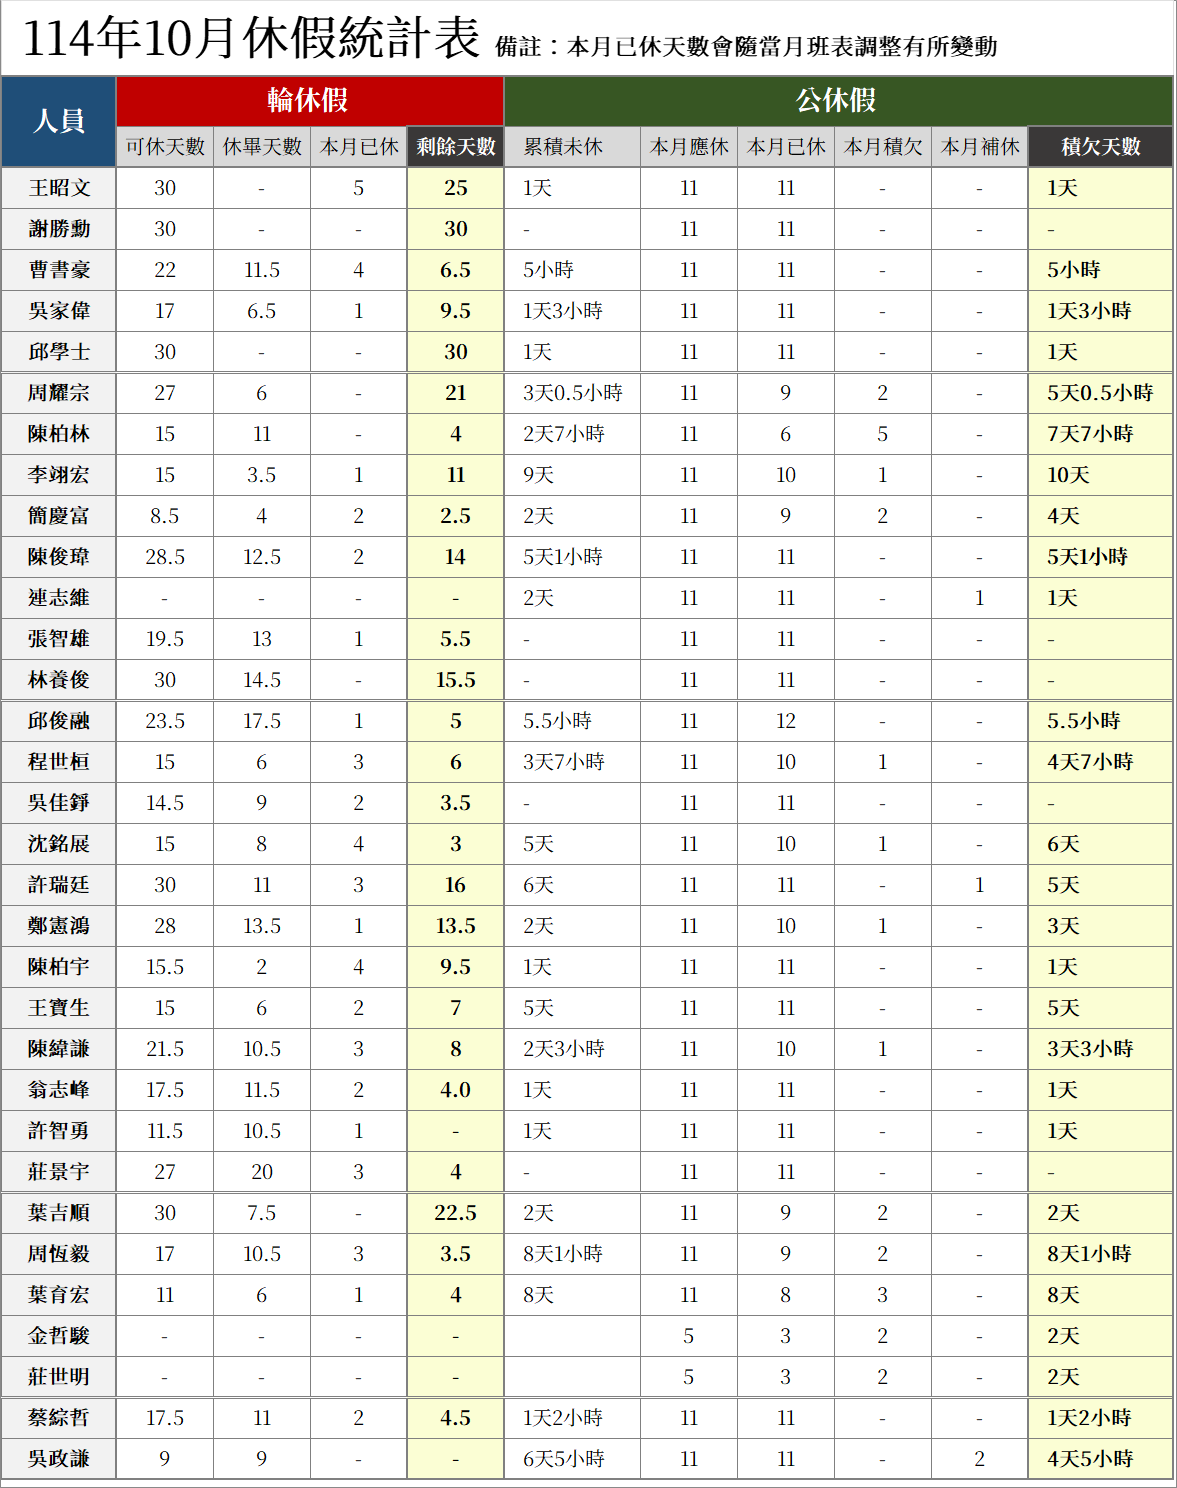 114年10月休假統計表 備註：本月已休天數會隨當月班表調整有所變動
人員 輪休假 公休假
可休天數 休畢天數 本月已休 剩餘天數 累積未休 本月應休 本月已休 本月積欠 本月補休 積欠天數
王昭文 30 - 5 25 1天 11 11 - - 1天
謝勝勳 30 - - 30 - 11 11 - - -
曹書豪 22 11.5 4 6.5 5小時 11 11 - - 5小時
吳家偉 17 6.5 1 9.5 1天3小時 11 11 - - 1天3小時
邱學士 30 - - 30 1天 11 11 - - 1天
周耀宗 27 6 - 21 3天0.5小時 11 9 2 - 5天0.5小時
陳柏林 15 11 - 4 2天7小時 11 6 5 - 7天7小時
李翊宏 15 3.5 1 11 9天 11 10 1 - 10天
簡慶富 8.5 4 2 2.5 2天 11 9 2 - 4天
陳俊瑋 28.5 12.5 2 14 5天1小時 11 11 - - 5天1小時
連志維 - - - - 2天 11 11 - 1 1天
張智雄 19.5 13 1 5.5 - 11 11 - - -
林養俊 30 14.5 - 15.5 - 11 11 - - -
邱俊融 23.5 17.5 1 5 5.5小時 11 12 - - 5.5小時
程世桓 15 6 3 6 3天7小時 11 10 1 - 4天7小時
吳佳錚 14.5 9 2 3.5 - 11 11 - - -
沈銘展 15 8 4 3 5天 11 10 1 - 6天
許瑞廷 30 11 3 16 6天 11 11 - 1 5天
鄭憲鴻 28 13.5 1 13.5 2天 11 10 1 - 3天
陳柏宇 15.5 2 4 9.5 1天 11 11 - - 1天
王寶生 15 6 2 7 5天 11 11 - - 5天
陳緯謙 21.5 10.5 3 8 2天3小時 11 10 1 - 3天3小時
翁志峰 17.5 11.5 2 4.0 1天 11 11 - - 1天
許智勇 11.5 10.5 1 - 1天 11 11 - - 1天
莊景宇 27 20 3 4 - 11 11 - - -
葉吉順 30 7.5 - 22.5 2天 11 9 2 - 2天
周恆毅 17 10.5 3 3.5 8天1小時 11 9 2 - 8天1小時
葉育宏 11 6 1 4 8天 11 8 3 - 8天
金哲駿 - - - - 5 3 2 - 2天
莊世明 - - - - 5 3 2 - 2天
蔡綜哲 17.5 11 2 4.5 1天2小時 11 11 - - 1天2小時
吳政謙 9 9 - - 6天5小時 11 11 - 2 4天5小時